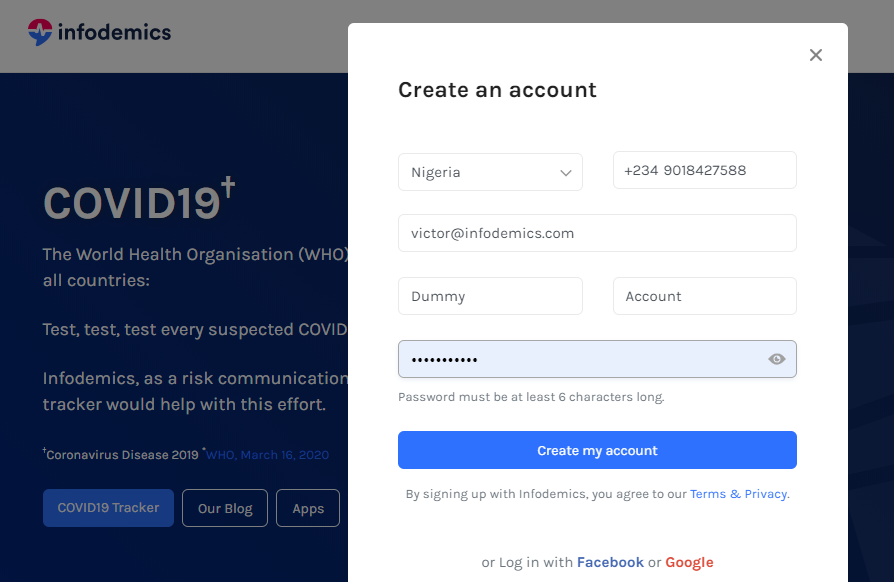 infodemics
COVID19†
The World Health Organisation (WHO)
all countries:
Test, test, test every suspected COVID
Infodemics, as a risk communication
tracker would help with this effort.
†Coronavirus Disease 2019 *WHO, March 16, 2020
COVID19 Tracker
Our Blog
Apps
Create an account
Nigeria
+234 9018427588
victor@infodemics.com
Dummy
Account
•••••••••••
Password must be at least 6 characters long.
Create my account
By signing up with Infodemics, you agree to our Terms & Privacy.
or Log in with Facebook or Google